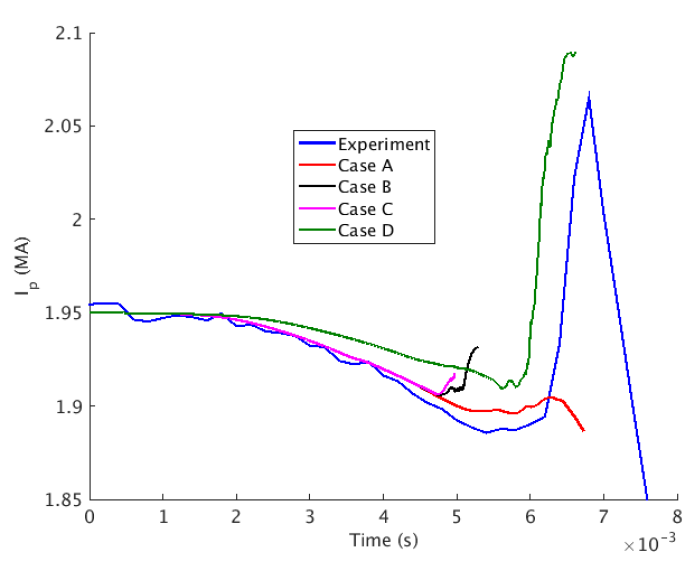 2.1
2.05
2
1.95
1.9
1.85
I_p (MA)
Experiment
Case A
Case B
Case C
Case D
0 1 2 3 4 5 6 7 8
Time (s)
×10⁻³